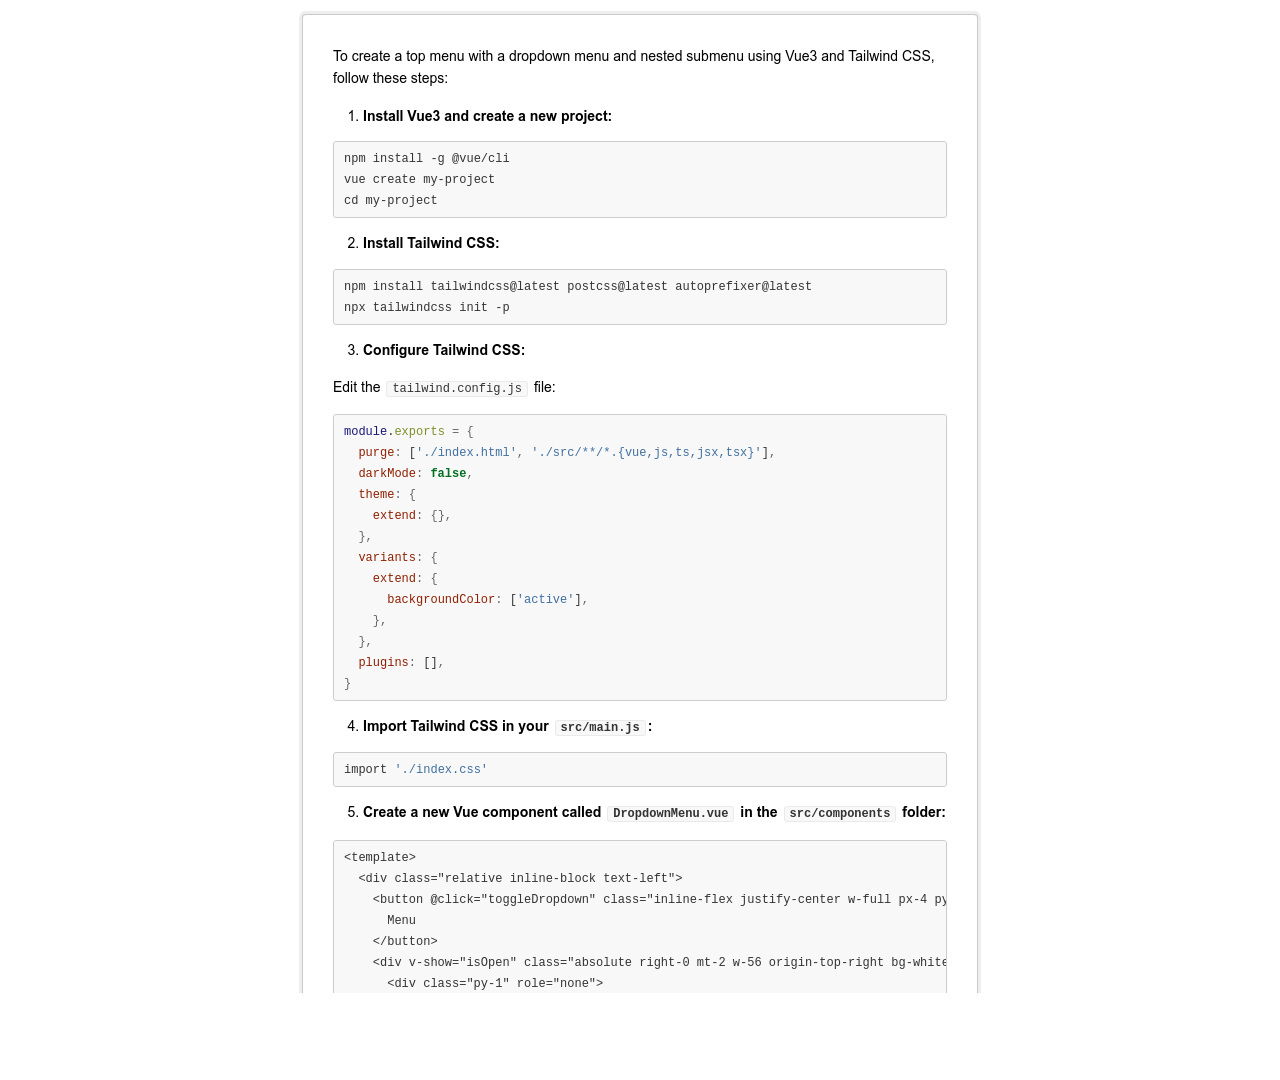 To create a top menu with a dropdown menu and nested submenu using Vue3 and Tailwind CSS,
follow these steps:
1. Install Vue3 and create a new project:
npm install -g @vue/cli
vue create my-project
cd my-project
2. Install Tailwind CSS:
npm install tailwindcss@latest postcss@latest autoprefixer@latest
npx tailwindcss init -p
3. Configure Tailwind CSS:
Edit the tailwind.config.js file:
module.exports = {
  purge: ['./index.html', './src/**/*.{vue,js,ts,jsx,tsx}'],
  darkMode: false,
  theme: {
    extend: {},
  },
  variants: {
    extend: {
      backgroundColor: ['active'],
    },
  },
  plugins: [],
}
4. Import Tailwind CSS in your src/main.js:
import './index.css'
5. Create a new Vue component called DropdownMenu.vue in the src/components folder:
<template>
  <div class="relative inline-block text-left">
    <button @click="toggleDropdown" class="inline-flex justify-center w-full px-4 py
      Menu
    </button>
    <div v-show="isOpen" class="absolute right-0 mt-2 w-56 origin-top-right bg-white
      <div class="py-1" role="none">